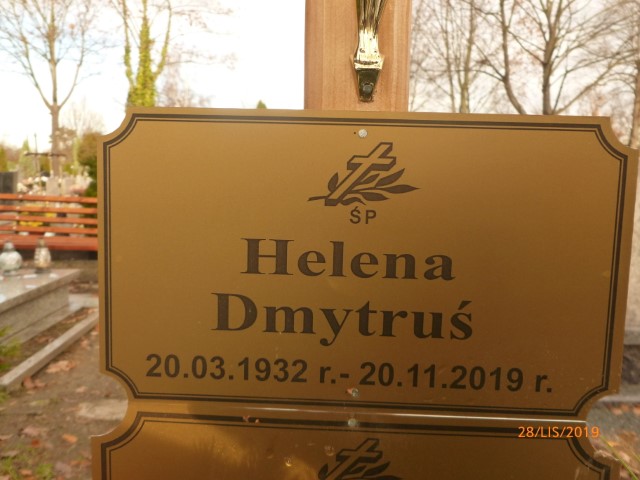 ŚP
Helena
Dmytruś
20.03.1932 r.- 20.11.2019 r.
28/LIS/2019